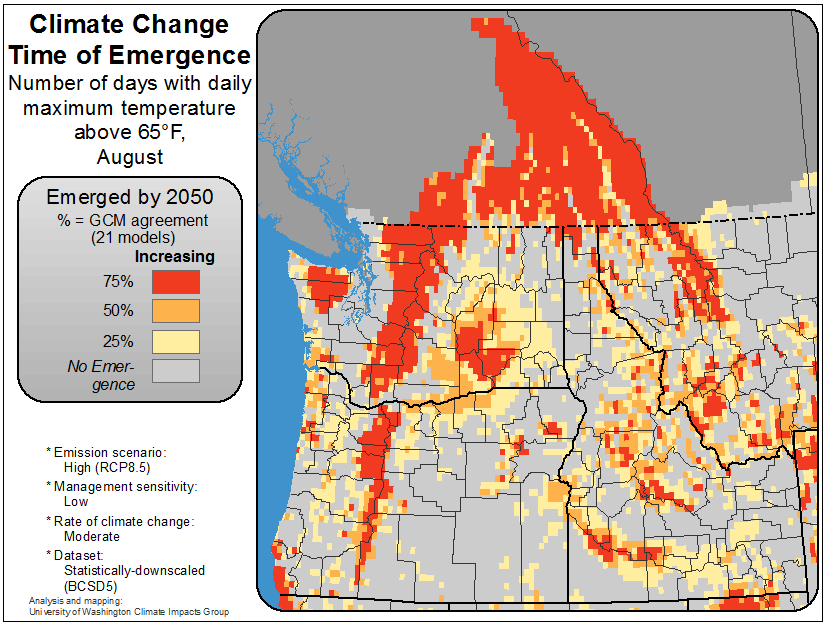 Climate Change
Time of Emergence
Number of days with daily
maximum temperature
above 65°F,
August
Emerged by 2050
% = GCM agreement
(21 models)
Increasing
75%
50%
25%
No Emer-
gence
* Emission scenario:
High (RCP8.5)
* Management sensitivity:
Low
* Rate of climate change:
Moderate
* Dataset:
Statistically-downscaled
(BCSD5)
Analysis and mapping:
University of Washington Climate Impacts Group